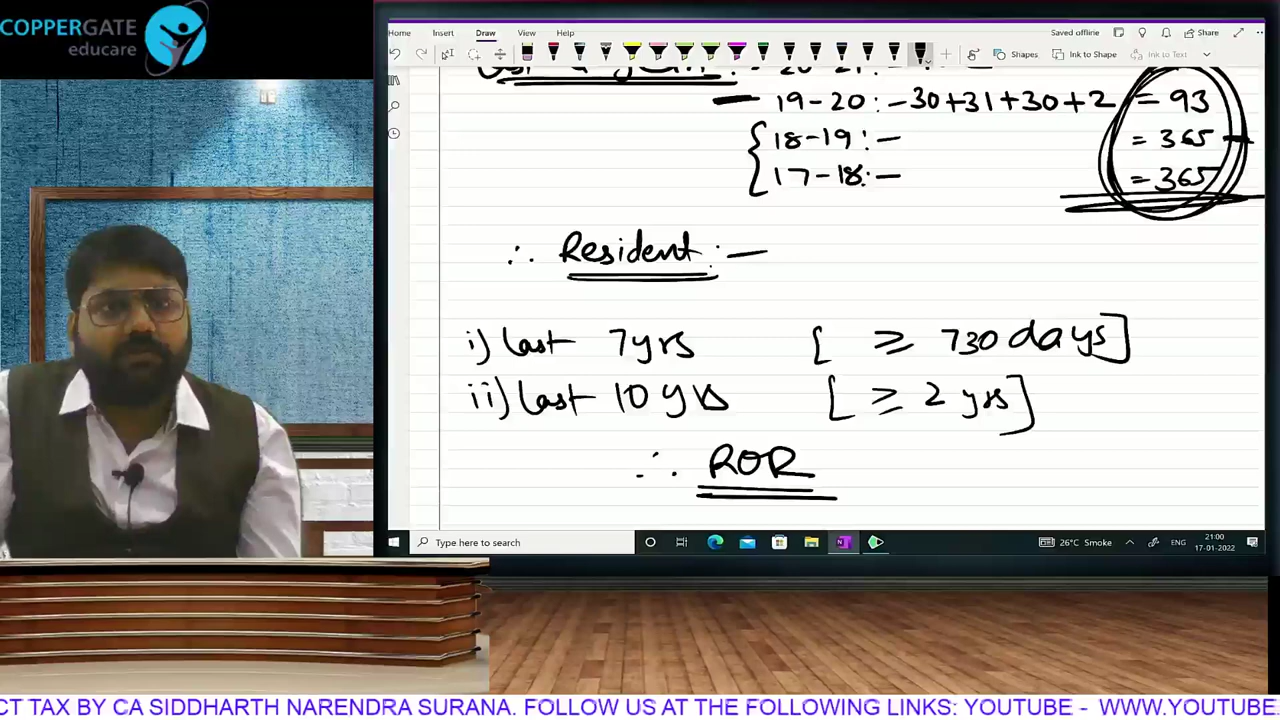 COPPERGATE
educare
Home Insert Draw View Help Saved offline Share
Shapes Ink to Shape Ink to Text
19-20:- 30+31+30+2 = 93
18-19:- = 365
17-18:- = 365
∴ Resident:-
i) last 7yrs [ ≥ 730 days]
ii) last 10 yrs [ ≥ 2 yrs]
∴ ROR
Type here to search 26°C Smoke ENG 21:00
17-01-2022
CT TAX BY CA SIDDHARTH NARENDRA SURANA. FOLLOW US AT THE FOLLOWING LINKS: YOUTUBE - WWW.YOUTUBE.